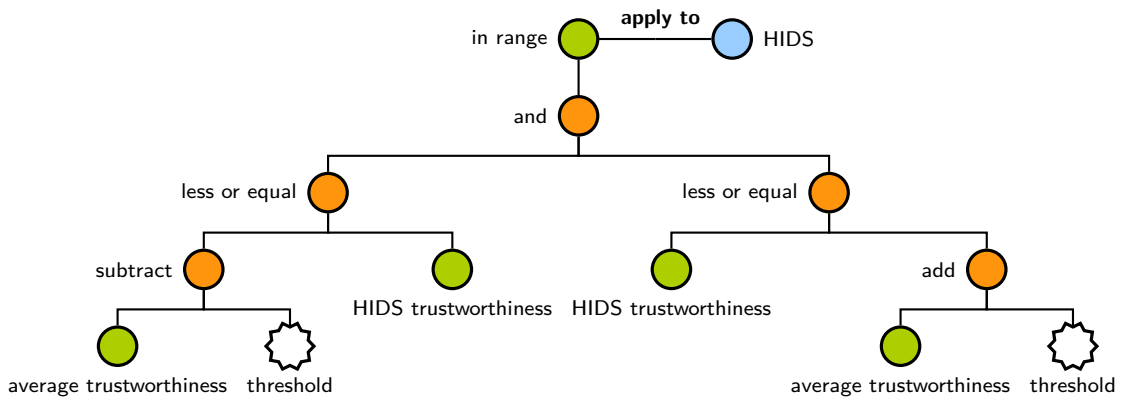 apply to
in range
HIDS
and
less or equal
less or equal
subtract
add
HIDS trustworthiness
HIDS trustworthiness
average trustworthiness
threshold
average trustworthiness
threshold